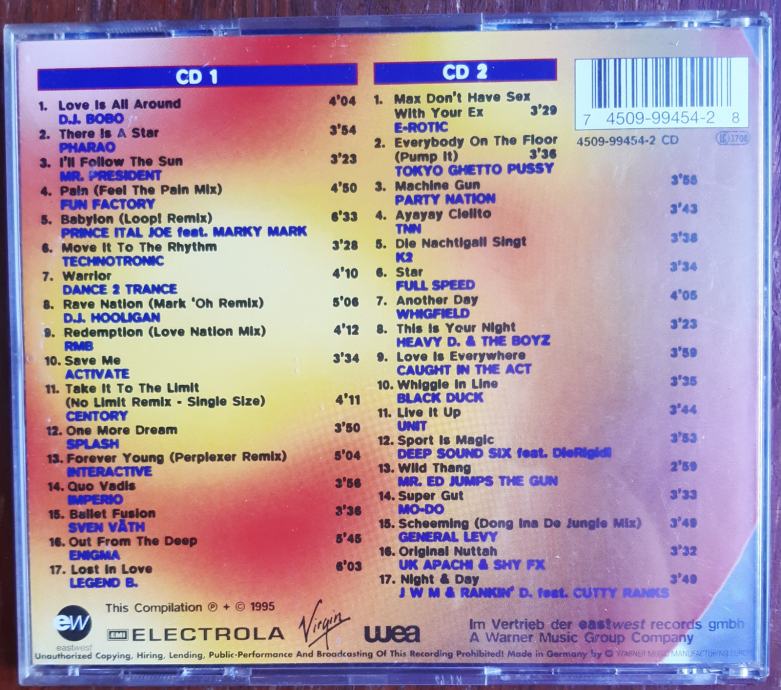 CD 1
1. Love Is All Around 4'04
D.J. BOBO
2. There Is A Star 3'54
PHARAO
3. I'll Follow The Sun 3'23
MR. PRESIDENT
4. Pain (Feel The Pain Mix) 4'50
FUN FACTORY
5. Babylon (Loop! Remix) 6'33
PRINCE ITAL JOE feat. MARKY MARK
6. Move It To The Rhythm 3'28
TECHNOTRONIC
7. Warrior 4'10
DANCE 2 TRANCE
8. Rave Nation (Mark 'Oh Remix) 5'06
D.J. HOOLIGAN
9. Redemption (Love Nation Mix) 4'12
RMB
10. Save Me 3'34
ACTIVATE
11. Take It To The Limit
(No Limit Remix - Single Size) 4'11
CENTORY
12. One More Dream 3'50
SPLASH
13. Forever Young (Perplexer Remix) 5'04
INTERACTIVE
14. Quo Vadis 3'56
IMPERIO
15. Ballet Fusion 3'36
SVEN VÄTH
16. Out From The Deep 5'45
ENIGMA
17. Lost In Love 6'03
LEGEND B.
CD 2
1. Max Don't Have Sex
With Your Ex 3'29
E-ROTIC
2. Everybody On The Floor
(Pump It) 3'36
TOKYO GHETTO PUSSY
3. Machine Gun 3'55
PARTY NATION
4. Ayayay Cielito 3'43
TNN
5. Die Nachtigall Singt 3'38
K2
6. Star 3'34
FULL SPEED
7. Another Day 4'05
WHIGFIELD
8. This Is Your Night 3'23
HEAVY D. & THE BOYZ
9. Love Is Everywhere 3'59
CAUGHT IN THE ACT
10. Whiggle In Line 3'35
BLACK DUCK
11. Live It Up 3'44
UNIT
12. Sport Is Magic 3'53
DEEP SOUND SIX feat. DieRigidi
13. Wild Thang 2'59
MR. ED JUMPS THE GUN
14. Super Gut 3'33
MO-DO
15. Scheeming (Dong Ina De Jungle Mix) 3'49
GENERAL LEVY
16. Original Nuttah 3'32
UK APACHI & SHY FX
17. Night & Day 3'49
J W M & RANKIN' D. feat. CUTTY RANKS
7 4509-99454-2 8
4509-99454-2 CD
This Compilation ℗ + © 1995
ew
eastwest
EMI ELECTROLA
Virgin
wea
Im Vertrieb der eastwest records gmbh
A Warner Music Group Company
Unauthorized Copying, Hiring, Lending, Public-Performance And Broadcasting Of This Recording Prohibited! Made in Germany by WARNER MUSIC MANUFACTURING EUROPE